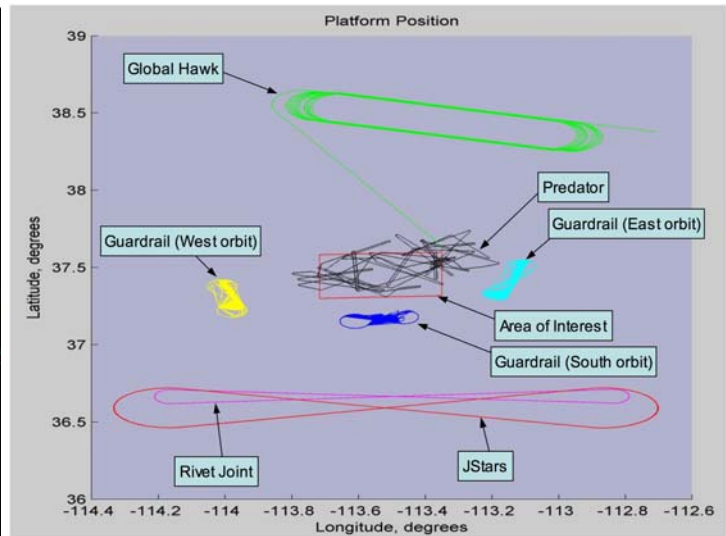 Platform Position
39
Global Hawk
38.5
38
Predator
Guardrail (East orbit)
Guardrail (West orbit)
Latitude, degrees
37.5
Area of Interest
37
Guardrail (South orbit)
36.5
Rivet Joint
JStars
36
-114.4 -114.2 -114 -113.8 -113.6 -113.4 -113.2 -113 -112.8 -112.6
Longitude, degrees